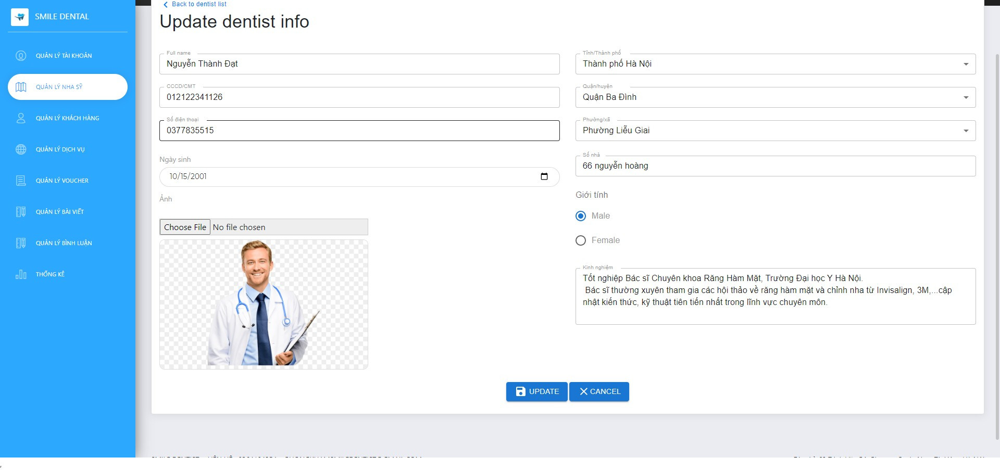 SMILE DENTAL
QUẢN LÝ TÀI KHOẢN
QUẢN LÝ NHA SỸ
QUẢN LÝ KHÁCH HÀNG
QUẢN LÝ DỊCH VỤ
QUẢN LÝ VOUCHER
QUẢN LÝ BÀI VIẾT
QUẢN LÝ BÌNH LUẬN
THỐNG KÊ
Back to dentist list
Update dentist info
Full name
Nguyễn Thành Đạt
CCCD/CMT
012122341126
Số điện thoại
0377835515
Ngày sinh
10/15/2001
Ảnh
Choose File No file chosen
Tỉnh/Thành phố
Thành phố Hà Nội
Quận/huyện
Quận Ba Đình
Phường/xã
Phường Liễu Giai
Số nhà
66 nguyễn hoàng
Giới tính
Male
Female
Kinh nghiệm
Tốt nghiệp Bác sĩ Chuyên khoa Răng Hàm Mặt, Trường Đại học Y Hà Nội.
Bác sĩ thường xuyên tham gia các hội thảo về răng hàm mặt và chỉnh nha từ Invisalign, 3M,...cập
nhật kiến thức, kỹ thuật tiên tiến nhất trong lĩnh vực chuyên môn.
UPDATE
CANCEL